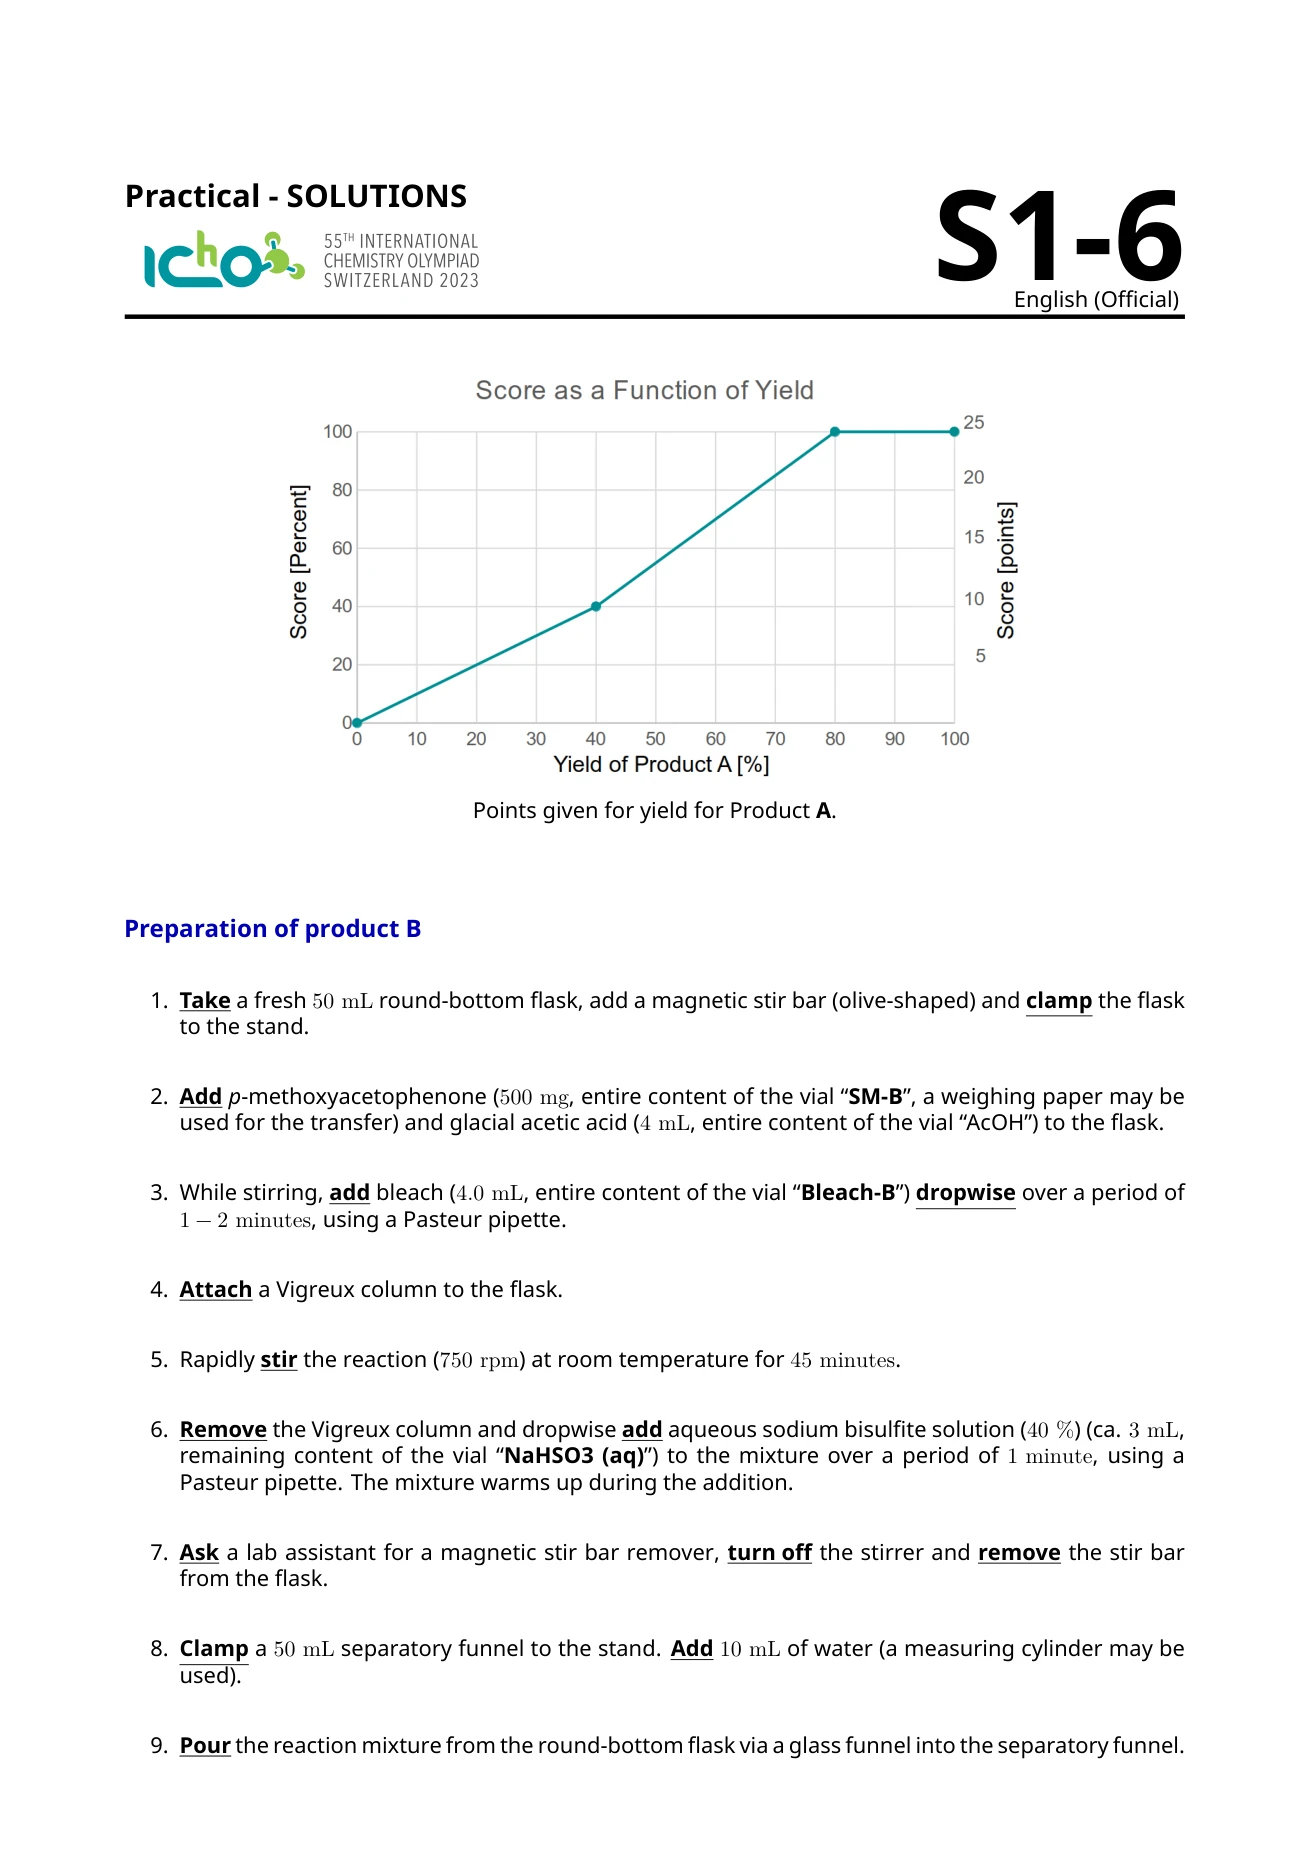 Practical - SOLUTIONS
S1-6
IChO
55TH INTERNATIONAL
CHEMISTRY OLYMPIAD
SWITZERLAND 2023
English (Official)
Score as a Function of Yield
100
80
60
40
20
0
Score [Percent]
25
20
15
10
5
Score [points]
0 10 20 30 40 50 60 70 80 90 100
Yield of Product A [%]
Points given for yield for Product A.
Preparation of product B
1. Take a fresh 50 mL round-bottom flask, add a magnetic stir bar (olive-shaped) and clamp the flask
to the stand.
2. Add p-methoxyacetophenone (500 mg, entire content of the vial “SM-B”, a weighing paper may be
used for the transfer) and glacial acetic acid (4 mL, entire content of the vial “AcOH”) to the flask.
3. While stirring, add bleach (4.0 mL, entire content of the vial “Bleach-B”) dropwise over a period of
1 – 2 minutes, using a Pasteur pipette.
4. Attach a Vigreux column to the flask.
5. Rapidly stir the reaction (750 rpm) at room temperature for 45 minutes.
6. Remove the Vigreux column and dropwise add aqueous sodium bisulfite solution (40 %) (ca. 3 mL,
remaining content of the vial “NaHSO3 (aq)”) to the mixture over a period of 1 minute, using a
Pasteur pipette. The mixture warms up during the addition.
7. Ask a lab assistant for a magnetic stir bar remover, turn off the stirrer and remove the stir bar
from the flask.
8. Clamp a 50 mL separatory funnel to the stand. Add 10 mL of water (a measuring cylinder may be
used).
9. Pour the reaction mixture from the round-bottom flask via a glass funnel into the separatory funnel.